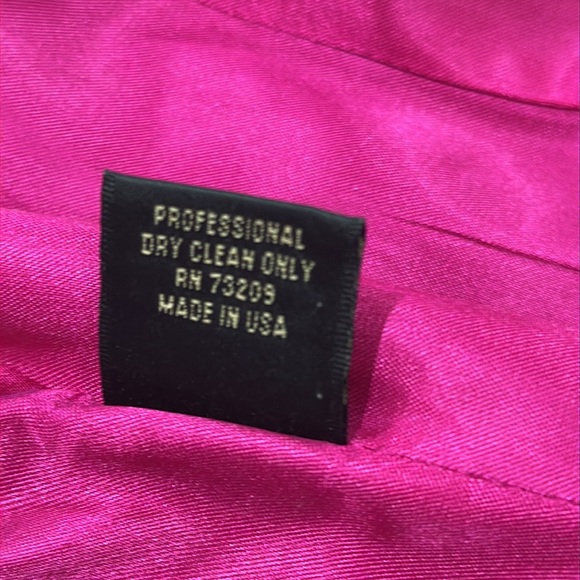 PROFESSIONAL
DRY CLEAN ONLY
RN 73209
MADE IN USA